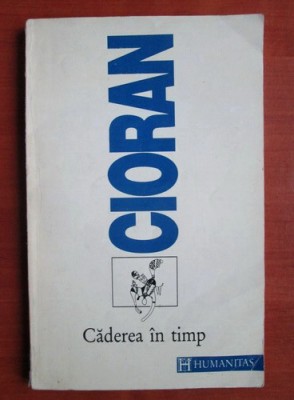 CIORAN
Căderea în timp
H HUMANITAS